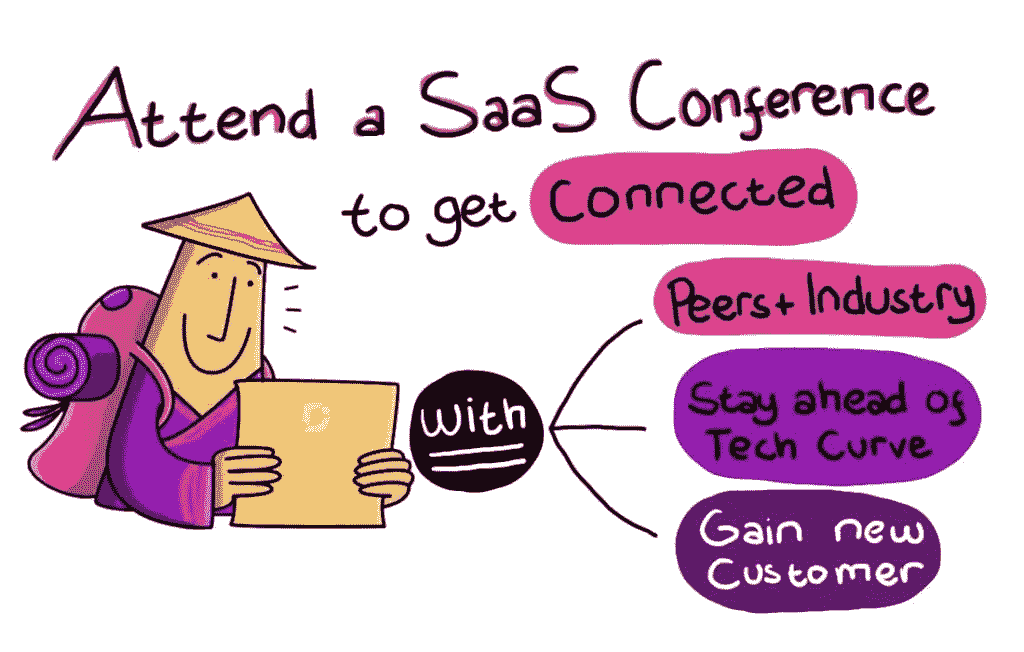 Attend a SaaS Conference
to get Connected
With
Peers+ Industry
Stay ahead of
Tech Curve
Gain new
Customer